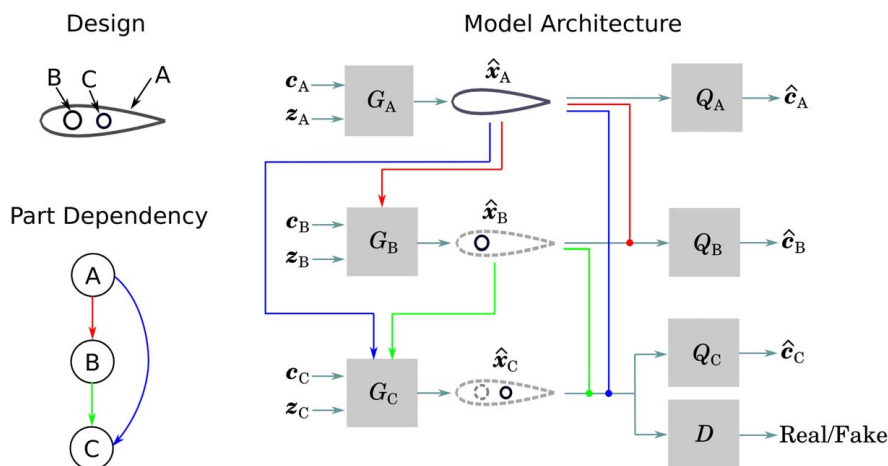 Design
B C A
Part Dependency
A
B
C
Model Architecture
c_A
z_A
G_A
x̂_A
Q_A
ĉ_A
c_B
z_B
G_B
x̂_B
Q_B
ĉ_B
c_C
z_C
G_C
x̂_C
Q_C
ĉ_C
D
Real/Fake